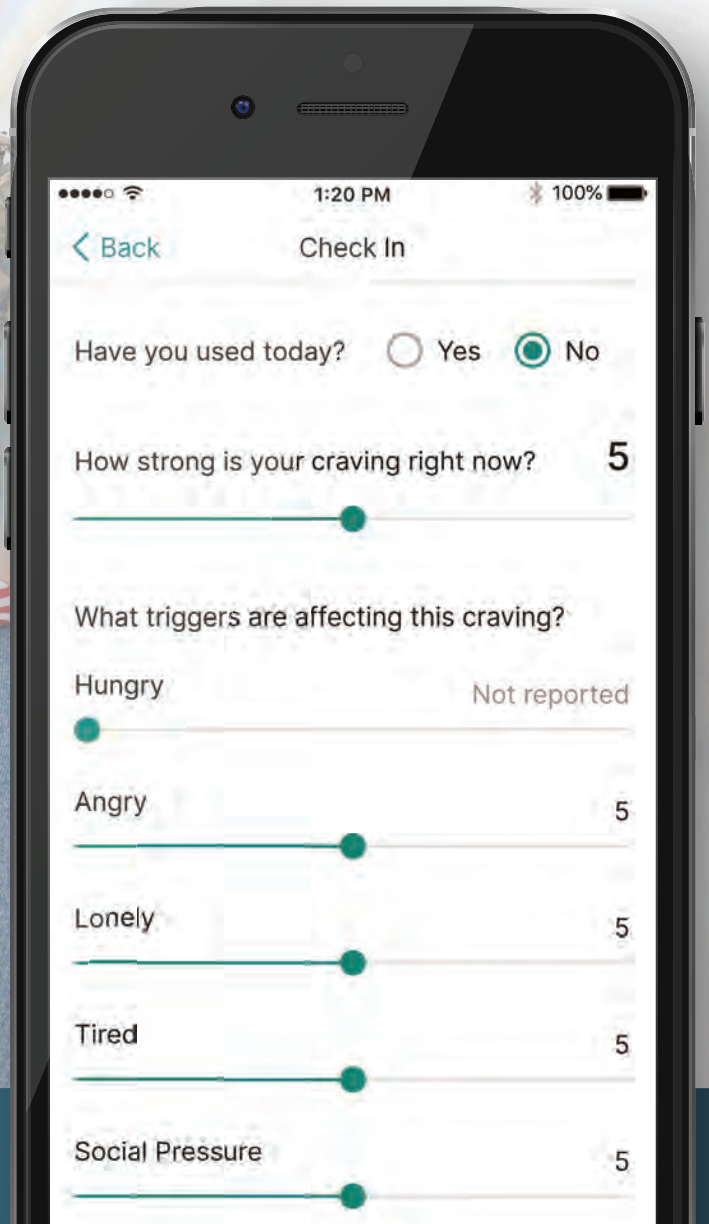 1:20 PM 100%
Back Check In
Have you used today? Yes No
How strong is your craving right now? 5
What triggers are affecting this craving?
Hungry Not reported
Angry 5
Lonely 5
Tired 5
Social Pressure 5